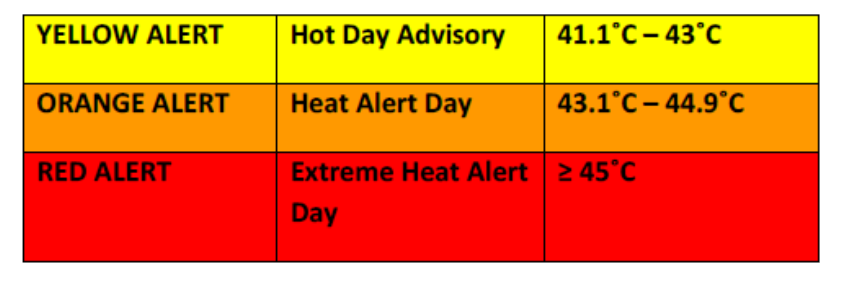 YELLOW ALERT Hot Day Advisory 41.1˚C – 43˚C
ORANGE ALERT Heat Alert Day 43.1˚C – 44.9˚C
RED ALERT Extreme Heat Alert ≥ 45˚C
Day